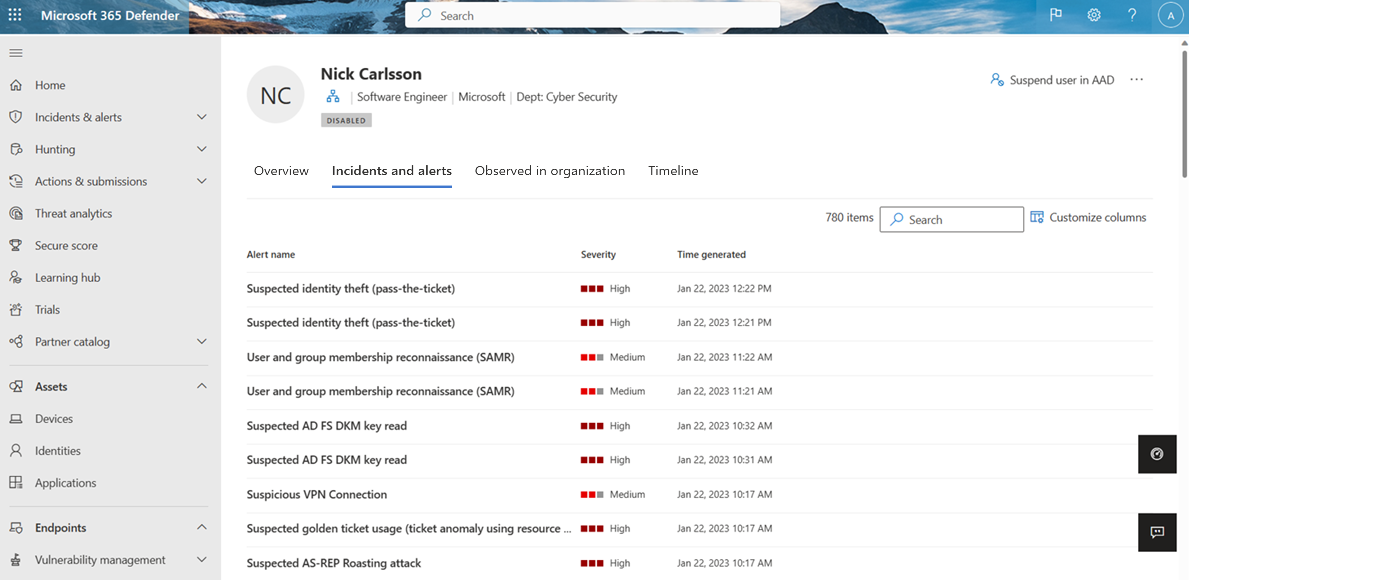 Microsoft 365 Defender
Search
A
Home
Incidents & alerts
Hunting
Actions & submissions
Threat analytics
Secure score
Learning hub
Trials
Partner catalog
Assets
Devices
Identities
Applications
Endpoints
Vulnerability management
NC
Nick Carlsson
Software Engineer | Microsoft | Dept: Cyber Security
DISABLED
Suspend user in AAD ...
Overview Incidents and alerts Observed in organization Timeline
780 items Search Customize columns
Alert name Severity Time generated
Suspected identity theft (pass-the-ticket) High Jan 22, 2023 12:22 PM
Suspected identity theft (pass-the-ticket) High Jan 22, 2023 12:21 PM
User and group membership reconnaissance (SAMR) Medium Jan 22, 2023 11:22 AM
User and group membership reconnaissance (SAMR) Medium Jan 22, 2023 11:21 AM
Suspected AD FS DKM key read High Jan 22, 2023 10:32 AM
Suspected AD FS DKM key read High Jan 22, 2023 10:31 AM
Suspicious VPN Connection Medium Jan 22, 2023 10:17 AM
Suspected golden ticket usage (ticket anomaly using resource ... High Jan 22, 2023 10:17 AM
Suspected AS-REP Roasting attack High Jan 22, 2023 10:17 AM